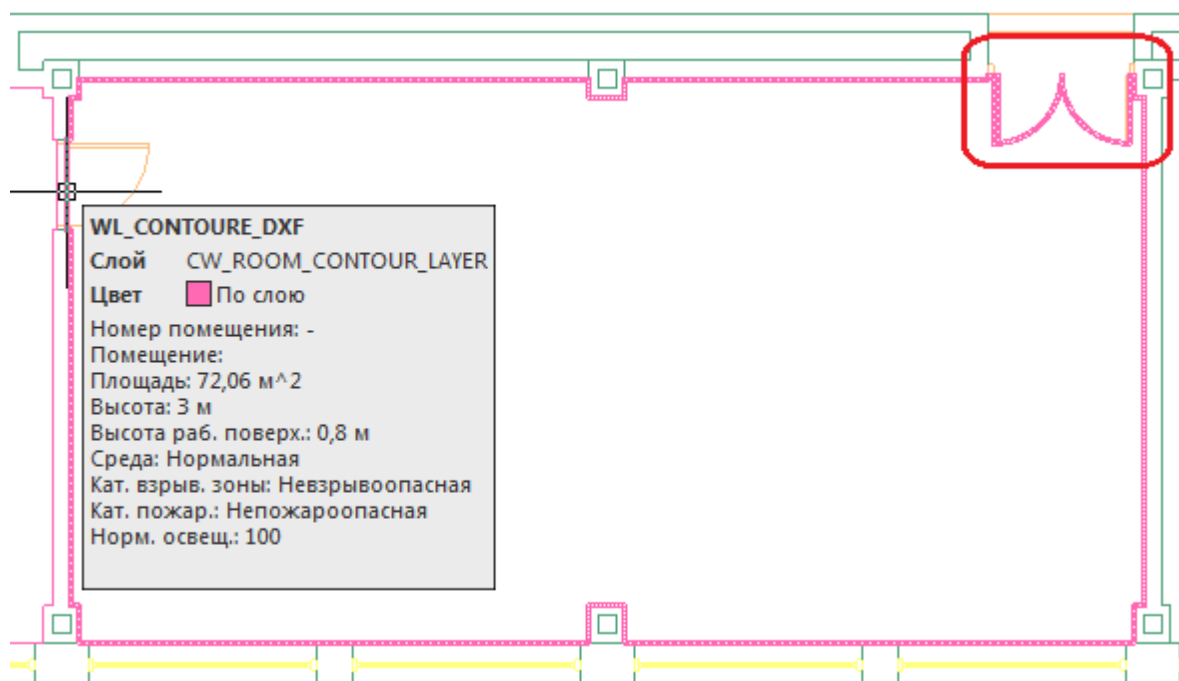 WL_CONTOURE_DXF
Слой CW_ROOM_CONTOUR_LAYER
Цвет По слою
Номер помещения: -
Помещение:
Площадь: 72,06 м^2
Высота: 3 м
Высота раб. поверх.: 0,8 м
Среда: Нормальная
Кат. взрыв. зоны: Невзрывоопасная
Кат. пожар.: Непожароопасная
Норм. освещ.: 100